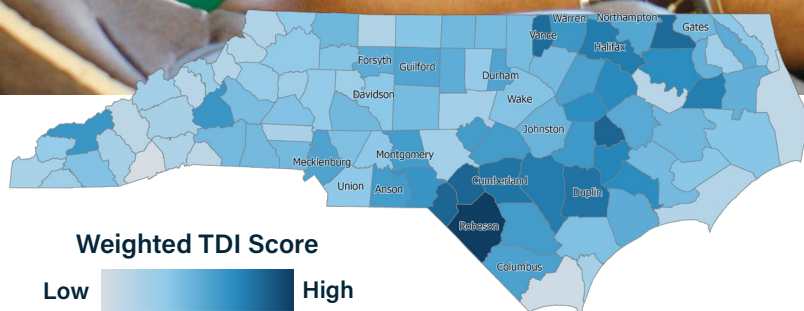 Warren Northampton
Gates
Vance
Halifax
Forsyth
Guilford
Durham
Davidson
Wake
Johnston
Mecklenburg
Montgomery
Union
Anson
Cumberland
Duplin
Robeson
Columbus
Weighted TDI Score
Low
High